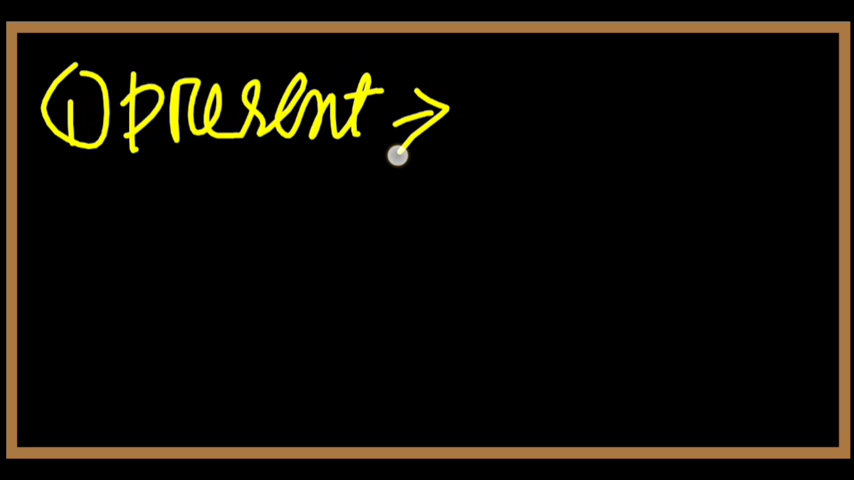 ① present ⇒